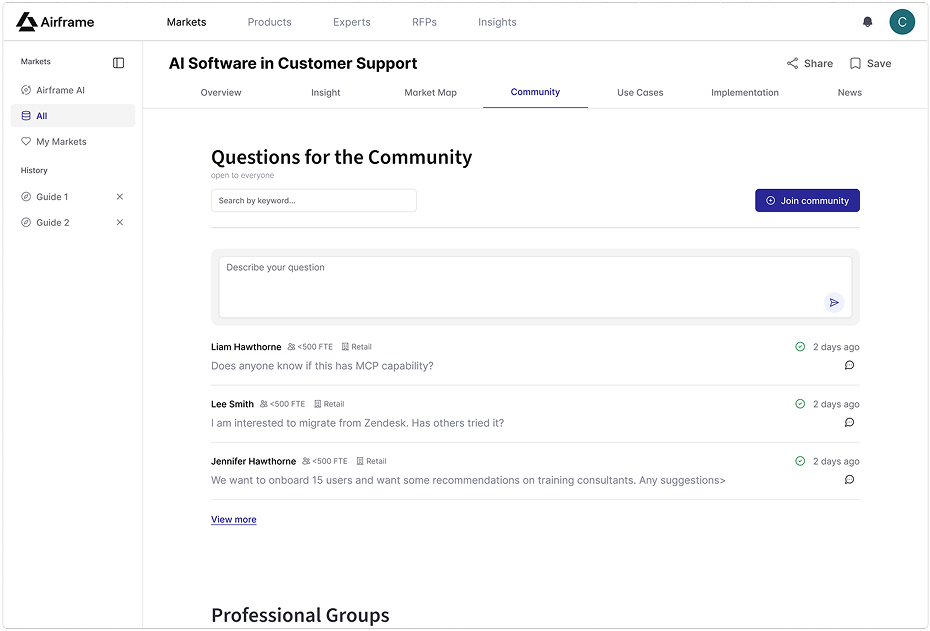 Airframe
Markets Products Experts RFPs Insights
C
Markets
Airframe AI
All
My Markets
History
Guide 1
Guide 2
AI Software in Customer Support
Share Save
Overview Insight Market Map Community Use Cases Implementation News
Questions for the Community
open to everyone
Search by keyword...
Join community
Describe your question
Liam Hawthorne <500 FTE Retail 2 days ago
Does anyone know if this has MCP capability?
Lee Smith <500 FTE Retail 2 days ago
I am interested to migrate from Zendesk. Has others tried it?
Jennifer Hawthorne <500 FTE Retail 2 days ago
We want to onboard 15 users and want some recommendations on training consultants. Any suggestions>
View more
Professional Groups